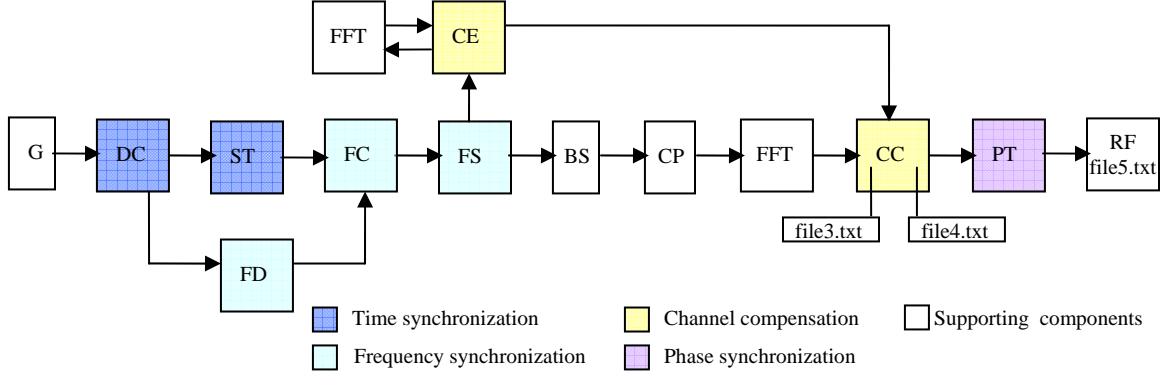 FFT
CE
G
DC
ST
FC
FS
BS
CP
FFT
CC
PT
RF
file5.txt
file3.txt
file4.txt
FD
Time synchronization
Channel compensation
Supporting components
Frequency synchronization
Phase synchronization